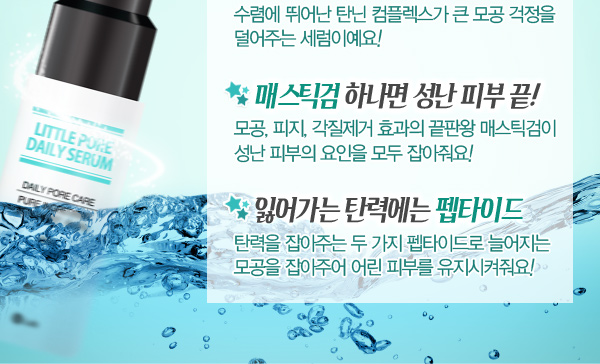 수렴에 뛰어난 탄닌 컴플렉스가 큰 모공 걱정을
덜어주는 세럼이예요!
매스틱검 하나면 성난 피부 끝!
모공, 피지, 각질제거 효과의 끝판왕 매스틱검이
성난 피부의 요인을 모두 잡아줘요!
잃어가는 탄력에는 펩타이드
탄력을 잡아주는 두 가지 펩타이드로 늘어지는
모공을 잡아주어 어린 피부를 유지시켜줘요!
LITTLE PORE
DAILY SERUM
DAILY PORE CARE
PURE